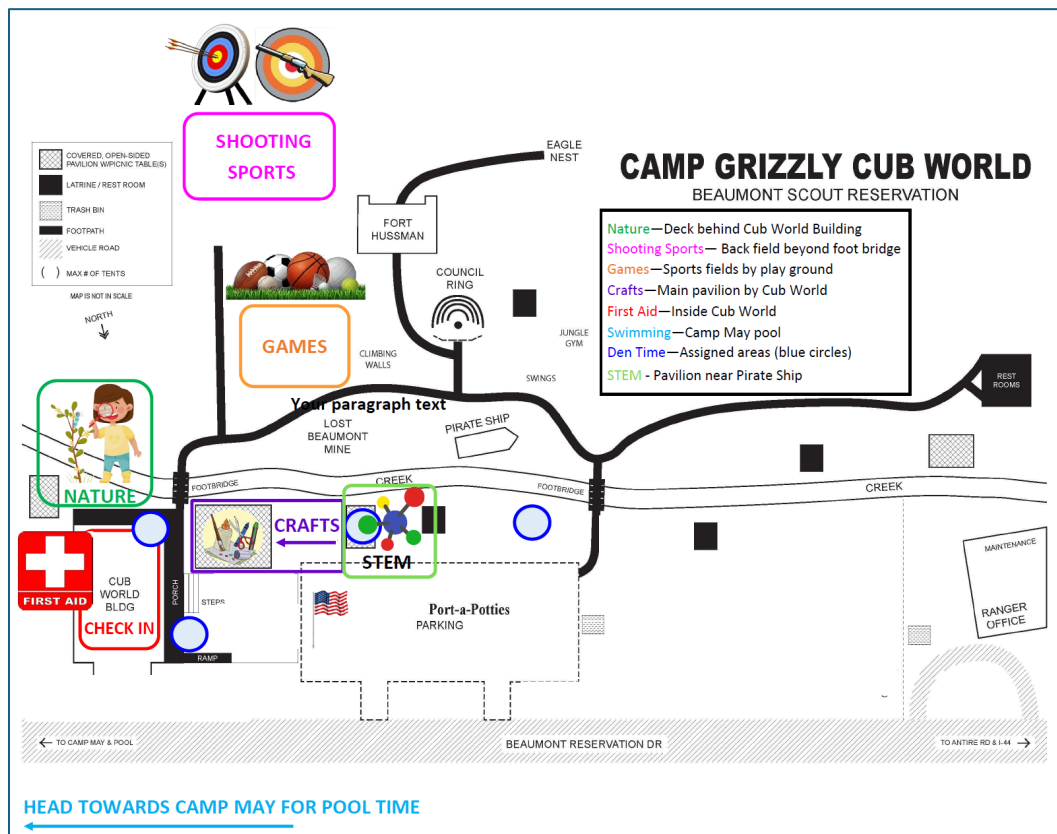 SHOOTING
SPORTS
COVERED, OPEN-SIDED
PAVILION W/PICNIC TABLE(S)
LATRINE / REST ROOM
TRASH BIN
FOOTPATH
VEHICLE ROAD
( ) MAX # OF TENTS
MAP IS NOT IN SCALE
NORTH
EAGLE
NEST
FORT
HUSSMAN
COUNCIL
RING
CAMP GRIZZLY CUB WORLD
BEAUMONT SCOUT RESERVATION
Nature—Deck behind Cub World Building
Shooting Sports—Back field beyond foot bridge
Games—Sports fields by play ground
Crafts—Main pavilion by Cub World
First Aid—Inside Cub World
Swimming—Camp May pool
Den Time—Assigned areas (blue circles)
STEM - Pavilion near Pirate Ship
GAMES
CLIMBING
WALLS
JUNGLE
GYM
SWINGS
REST
ROOMS
Your paragraph text
LOST
BEAUMONT
MINE
PIRATE SHIP
NATURE
FOOTBRIDGE
CREEK
FOOTBRIDGE
CREEK
CRAFTS
STEM
FIRST AID
CUB
WORLD
BLDG
CHECK IN
PORCH
STEPS
RAMP
Port-a-Potties
PARKING
MAINTENANCE
RANGER
OFFICE
TO CAMP MAY & POOL
BEAUMONT RESERVATION DR
TO ANTIRE RD & I-44
HEAD TOWARDS CAMP MAY FOR POOL TIME